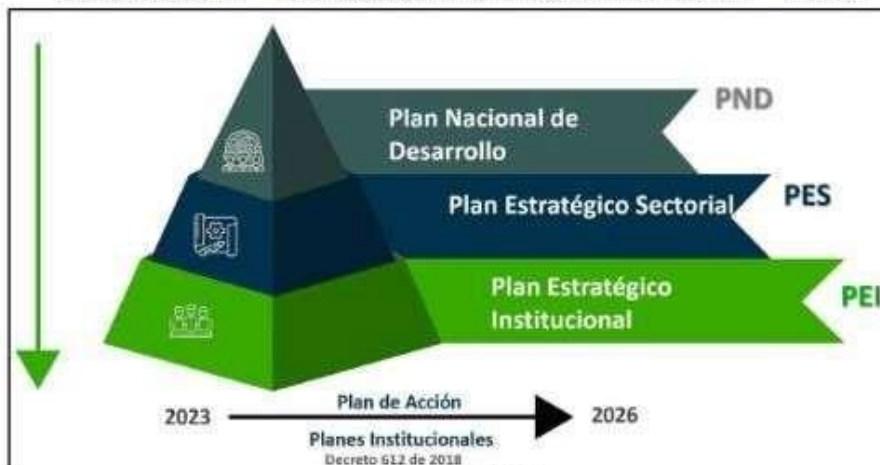 Plan Nacional de
Desarrollo
PND
Plan Estratégico Sectorial
PES
Plan Estratégico
Institucional
PEI
2023
Plan de Acción
2026
Planes Institucionales
Decreto 612 de 2018